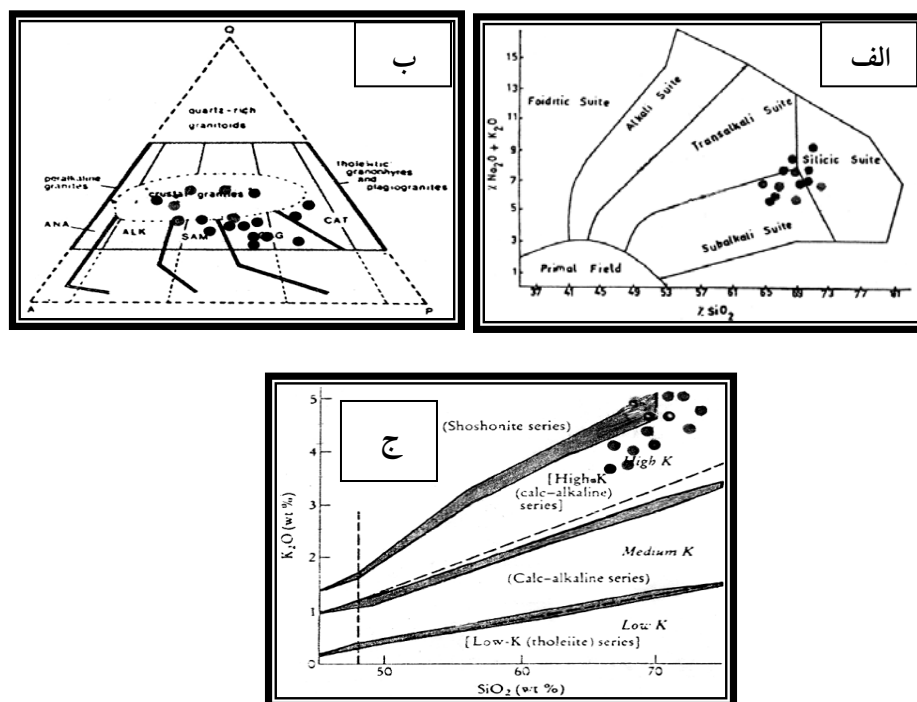 ب
Q
quartz-rich
granitoids
peralkaline
granites
tholeiitic
granophyres
and
plagiogranites
crustal granites
ANA
ALK
SAM
CAT
A
P
الف
% Na₂O + K₂O
15
13
11
9
7
5
3
1
Foiditic Suite
Alkali Suite
Transalkali Suite
Silicic Suite
Subalkali Suite
Primal Field
37
41
45
49
53
57
61
65
69
73
77
81
% SiO₂
ج
K₂O (wt %)
5
4
3
2
1
0
(Shoshonite series)
High K
[High-K
(calc-alkaline)
series]
Medium K
(Calc-alkaline series)
Low K
[Low-K (tholeiite) series]
50
60
70
SiO₂ (wt %)